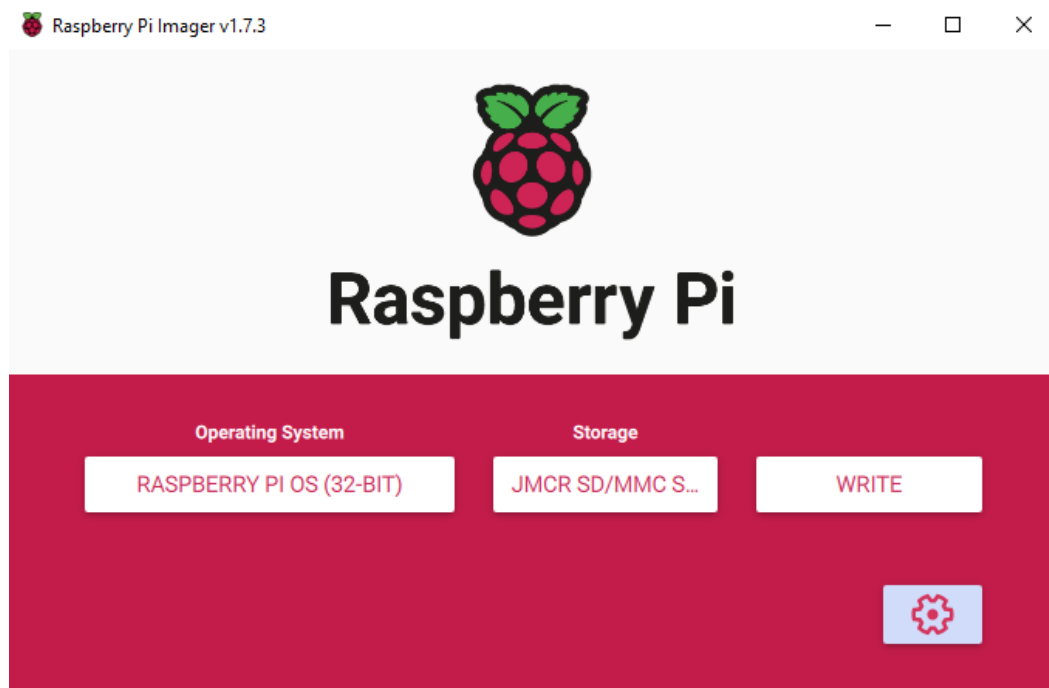 Raspberry Pi Imager v1.7.3
Raspberry Pi
Operating System
Storage
RASPBERRY PI OS (32-BIT)
JMCR SD/MMC S...
WRITE